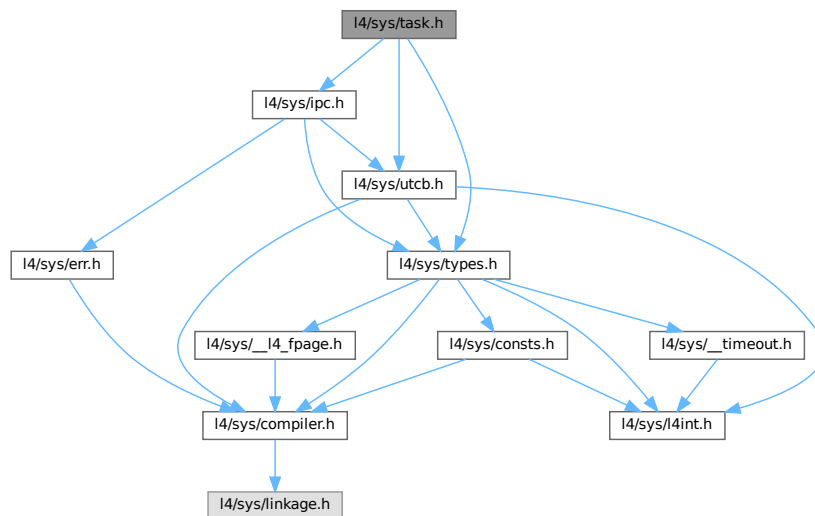 l4/sys/task.h
l4/sys/ipc.h
l4/sys/utcb.h
l4/sys/err.h
l4/sys/types.h
l4/sys/__l4_fpage.h
l4/sys/consts.h
l4/sys/__timeout.h
l4/sys/compiler.h
l4/sys/l4int.h
l4/sys/linkage.h